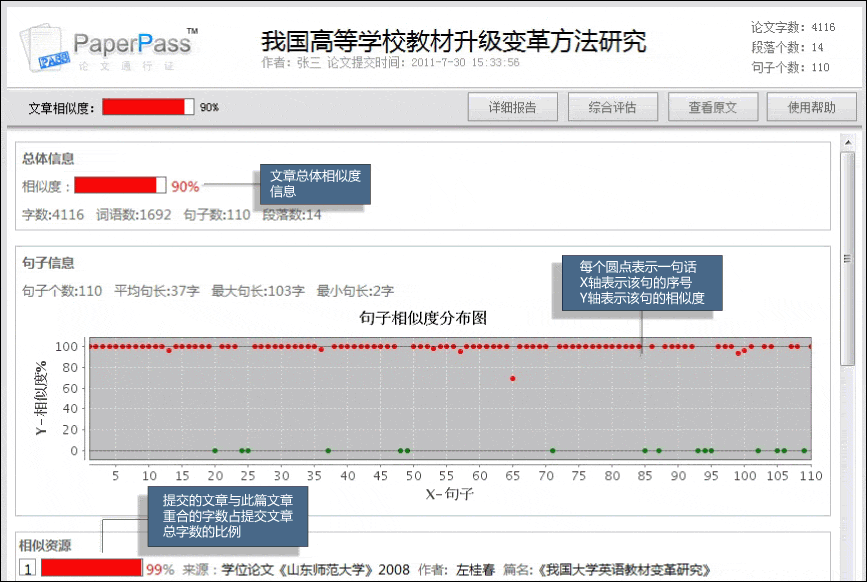 PaperPass™
论文通行证
PASS
我国高等学校教材升级变革方法研究
作者：张三 论文提交时间：2011-7-30 15:33:56
论文字数：4116
段落个数：14
句子个数：110
文章相似度： 90%
详细报告 综合评估 查看原文 使用帮助
总体信息
相似度： 90%
文章总体相似度
信息
字数:4116 词语数:1692 句子数:110 段落数:14
句子信息
句子个数:110 平均句长:37字 最大句长:103字 最小句长:2字
每个圆点表示一句话
X轴表示该句的序号
Y轴表示该句的相似度
句子相似度分布图
Y-相似度%
100
80
60
40
20
0
5 10 15 20 25 30 35 40 45 50 55 60 65 70 75 80 85 90 95 100 105 110
X-句子
提交的文章与此篇文章
重合的字数占提交文章
总字数的比例
相似资源
1 99% 来源：学位论文《山东师范大学》2008 作者：左桂春 篇名:《我国大学英语教材变革研究》